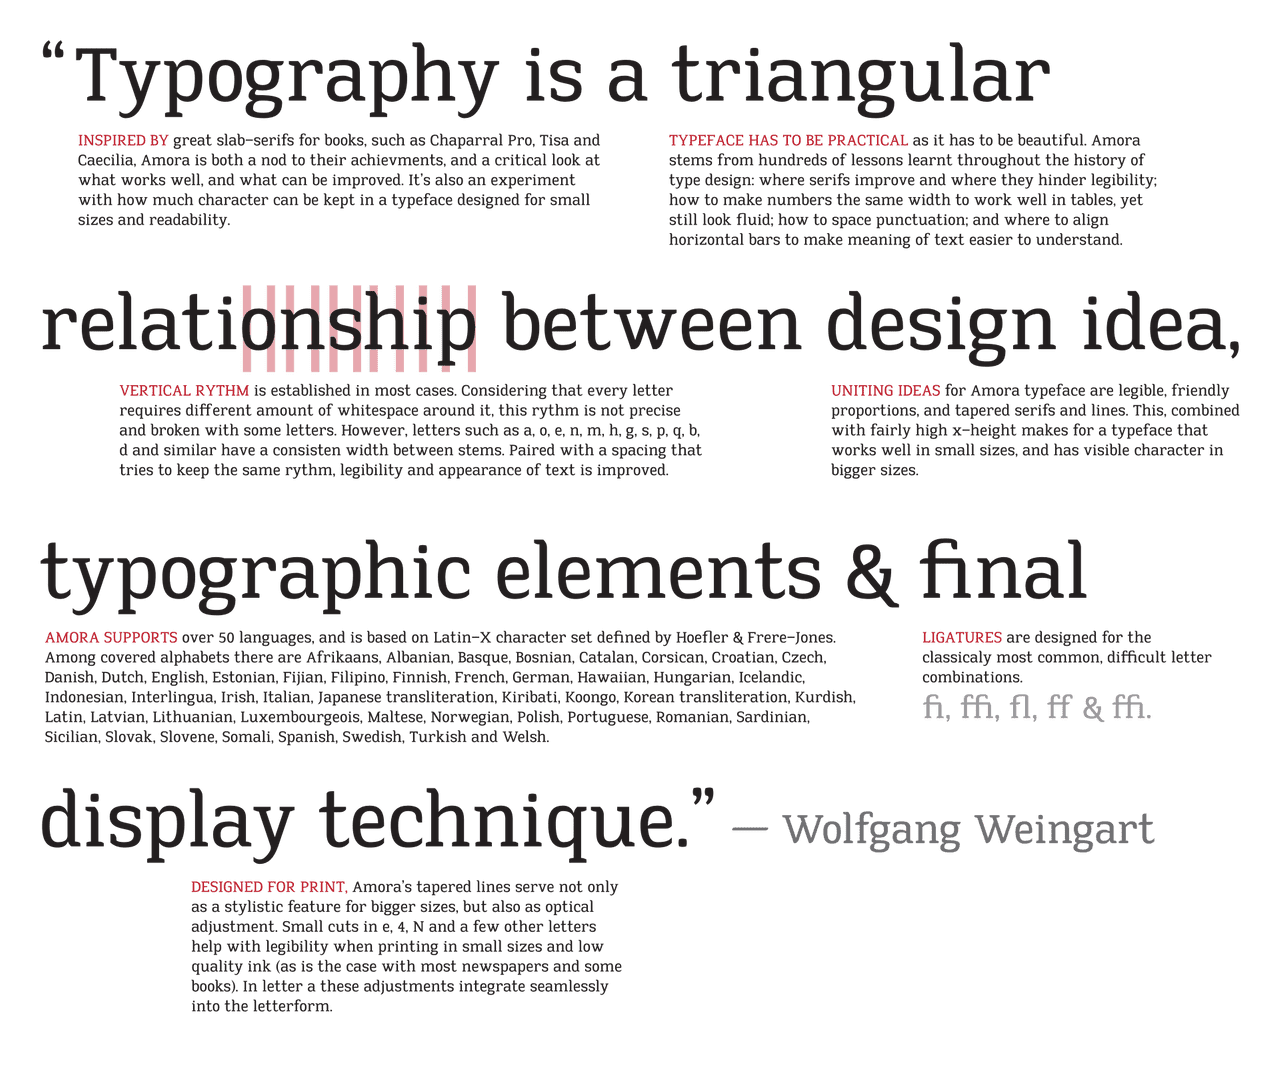 “Typography is a triangular
INSPIRED BY great slab-serifs for books, such as Chaparral Pro, Tisa and
Caecilia, Amora is both a nod to their achievments, and a critical look at
what works well, and what can be improved. It's also an experiment
with how much character can be kept in a typeface designed for small
sizes and readability.
TYPEFACE HAS TO BE PRACTICAL as it has to be beautiful. Amora
stems from hundreds of lessons learnt throughout the history of
type design: where serifs improve and where they hinder legibility;
how to make numbers the same width to work well in tables, yet
still look fluid; how to space punctuation; and where to align
horizontal bars to make meaning of text easier to understand.
relationship between design idea,
VERTICAL RYTHM is established in most cases. Considering that every letter
requires different amount of whitespace around it, this rythm is not precise
and broken with some letters. However, letters such as a, o, e, n, m, h, g, s, p, q, b,
d and similar have a consisten width between stems. Paired with a spacing that
tries to keep the same rythm, legibility and appearance of text is improved.
UNITING IDEAS for Amora typeface are legible, friendly
proportions, and tapered serifs and lines. This, combined
with fairly high x-height makes for a typeface that
works well in small sizes, and has visible character in
bigger sizes.
typographic elements & final
AMORA SUPPORTS over 50 languages, and is based on Latin-X character set defined by Hoefler & Frere-Jones.
Among covered alphabets there are Afrikaans, Albanian, Basque, Bosnian, Catalan, Corsican, Croatian, Czech,
Danish, Dutch, English, Estonian, Fijian, Filipino, Finnish, French, German, Hawaiian, Hungarian, Icelandic,
Indonesian, Interlingua, Irish, Italian, Japanese transliteration, Kiribati, Koongo, Korean transliteration, Kurdish,
Latin, Latvian, Lithuanian, Luxembourgeois, Maltese, Norwegian, Polish, Portuguese, Romanian, Sardinian,
Sicilian, Slovak, Slovene, Somali, Spanish, Swedish, Turkish and Welsh.
LIGATURES are designed for the
classicaly most common, difficult letter
combinations.
fi, ffi, fl, ff & ffi.
display technique.” — Wolfgang Weingart
DESIGNED FOR PRINT, Amora's tapered lines serve not only
as a stylistic feature for bigger sizes, but also as optical
adjustment. Small cuts in e, 4, N and a few other letters
help with legibility when printing in small sizes and low
quality ink (as is the case with most newspapers and some
books). In letter a these adjustments integrate seamlessly
into the letterform.